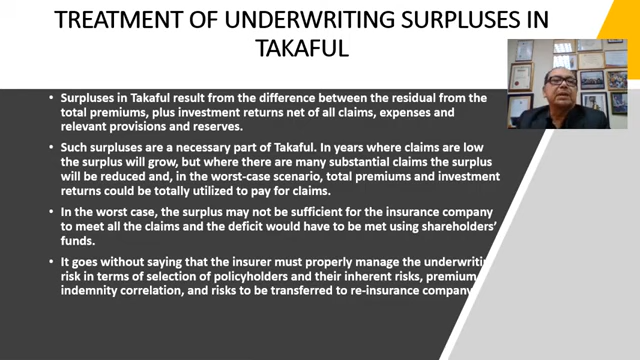 TREATMENT OF UNDERWRITING SURPLUSES IN
TAKAFUL
• Surpluses in Takaful result from the difference between the residual from the
total premiums, plus investment returns net of all claims, expenses and
relevant provisions and reserves.
• Such surpluses are a necessary part of Takaful. In years where claims are low
the surplus will grow, but where there are many substantial claims the surplus
will be reduced and, in the worst-case scenario, total premiums and investment
returns could be totally utilized to pay for claims.
• In the worst case, the surplus may not be sufficient for the insurance company
to meet all the claims and the deficit would have to be met using shareholders'
funds.
• It goes without saying that the insurer must properly manage the underwritin
risk in terms of selection of policyholders and their inherent risks, premium
indemnity correlation, and risks to be transferred to re-insurance company